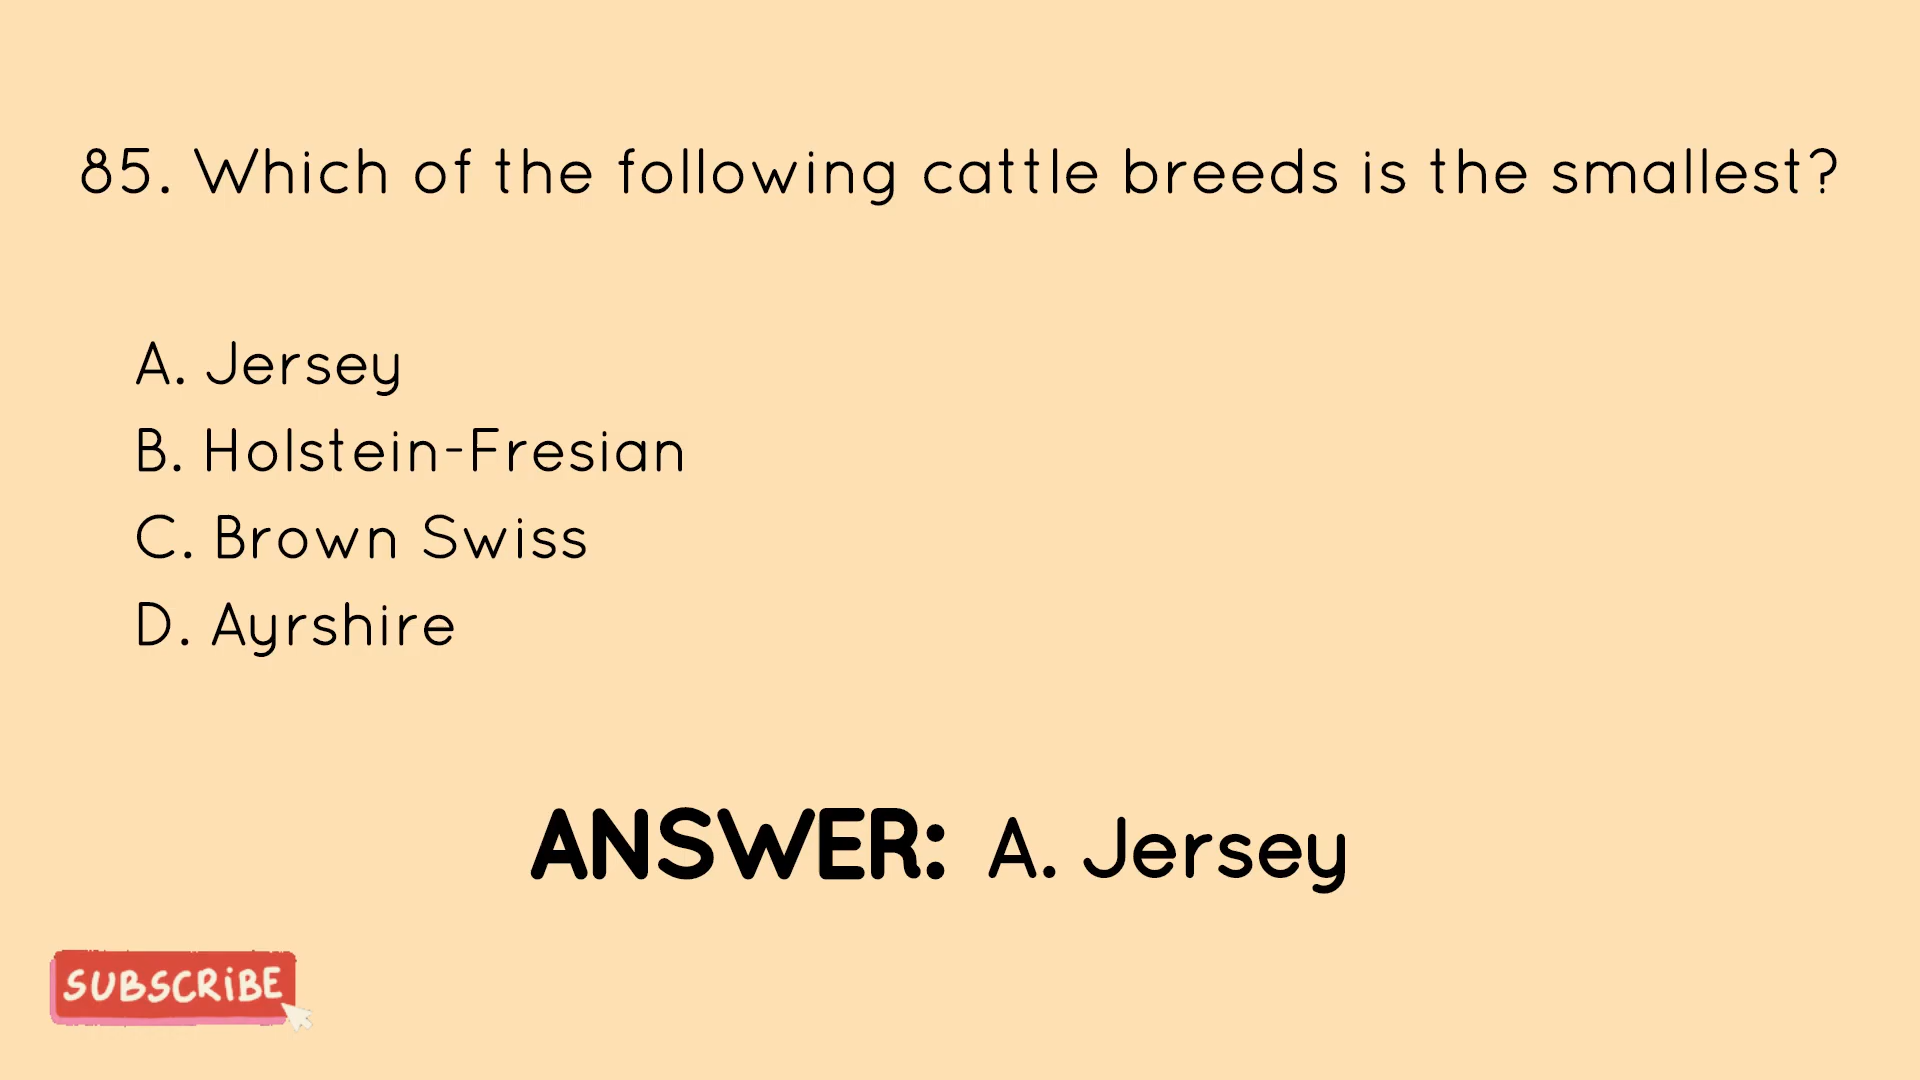 85. Which of the following cattle breeds is the smallest?
A. Jersey
B. Holstein-Fresian
C. Brown Swiss
D. Ayrshire
ANSWER: A. Jersey
SUBSCRiBE